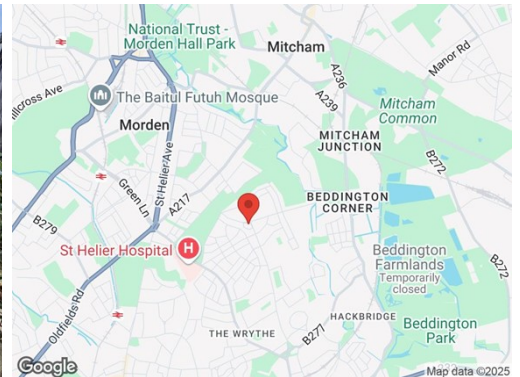 National Trust -
Morden Hall Park
Mitcham
Manor Rd
A236
A239
The Baitul Futuh Mosque
Mitcham
Common
Morden
MITCHAM
JUNCTION
B272
St Helier Ave
Green Ln
A217
BEDDINGTON
CORNER
B279
St Helier Hospital
H
Beddington
Farmlands
Temporarily
closed
B272
Oldfields Rd
HACKBRIDGE
THE WRYTHE
B271
Beddington
Park
Google
Map data ©2025